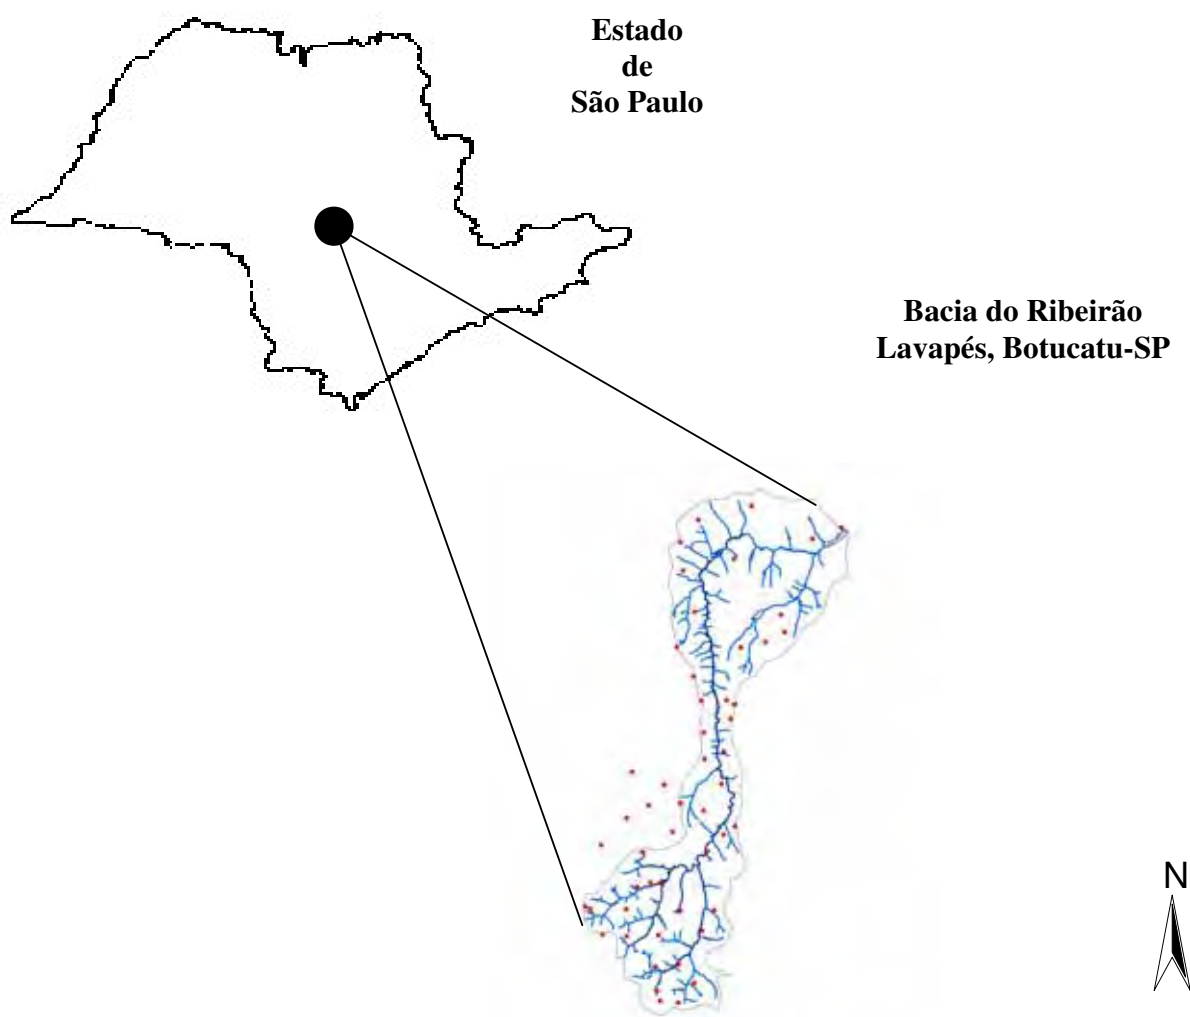 Estado
de
São Paulo
Bacia do Ribeirão
Lavapés, Botucatu-SP
N